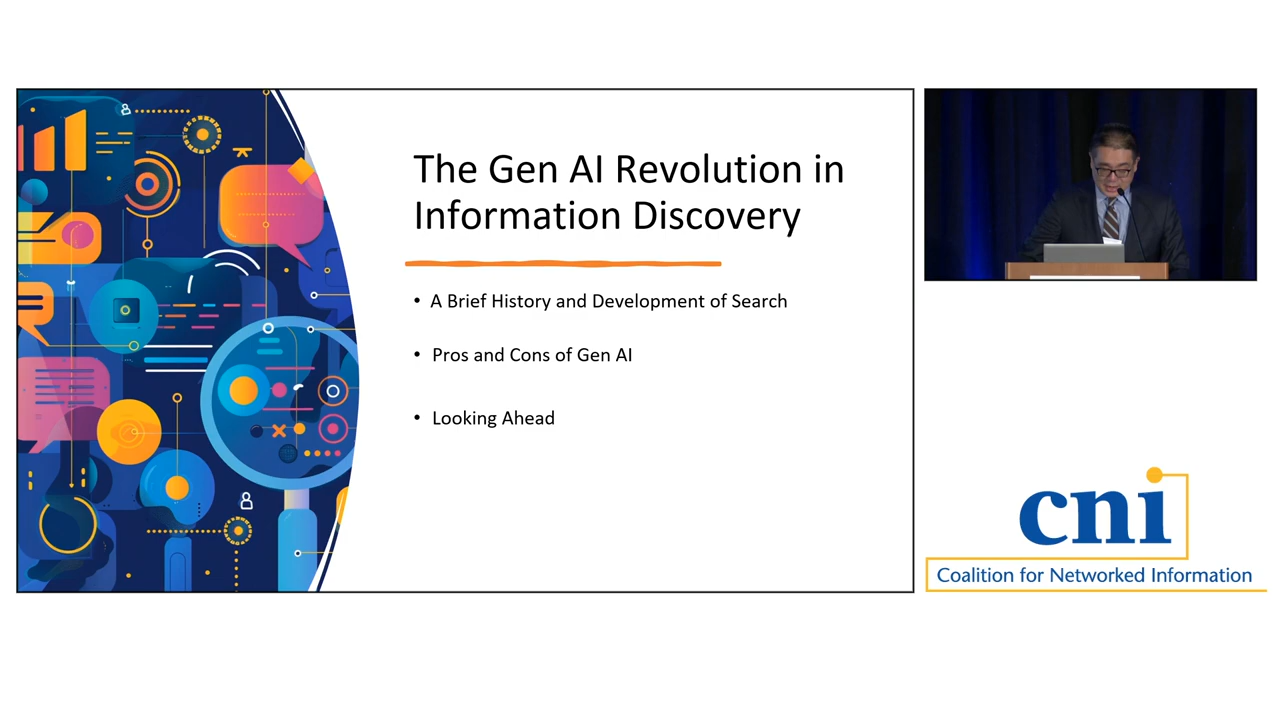 The Gen AI Revolution in
Information Discovery
• A Brief History and Development of Search
• Pros and Cons of Gen AI
• Looking Ahead
cni
Coalition for Networked Information